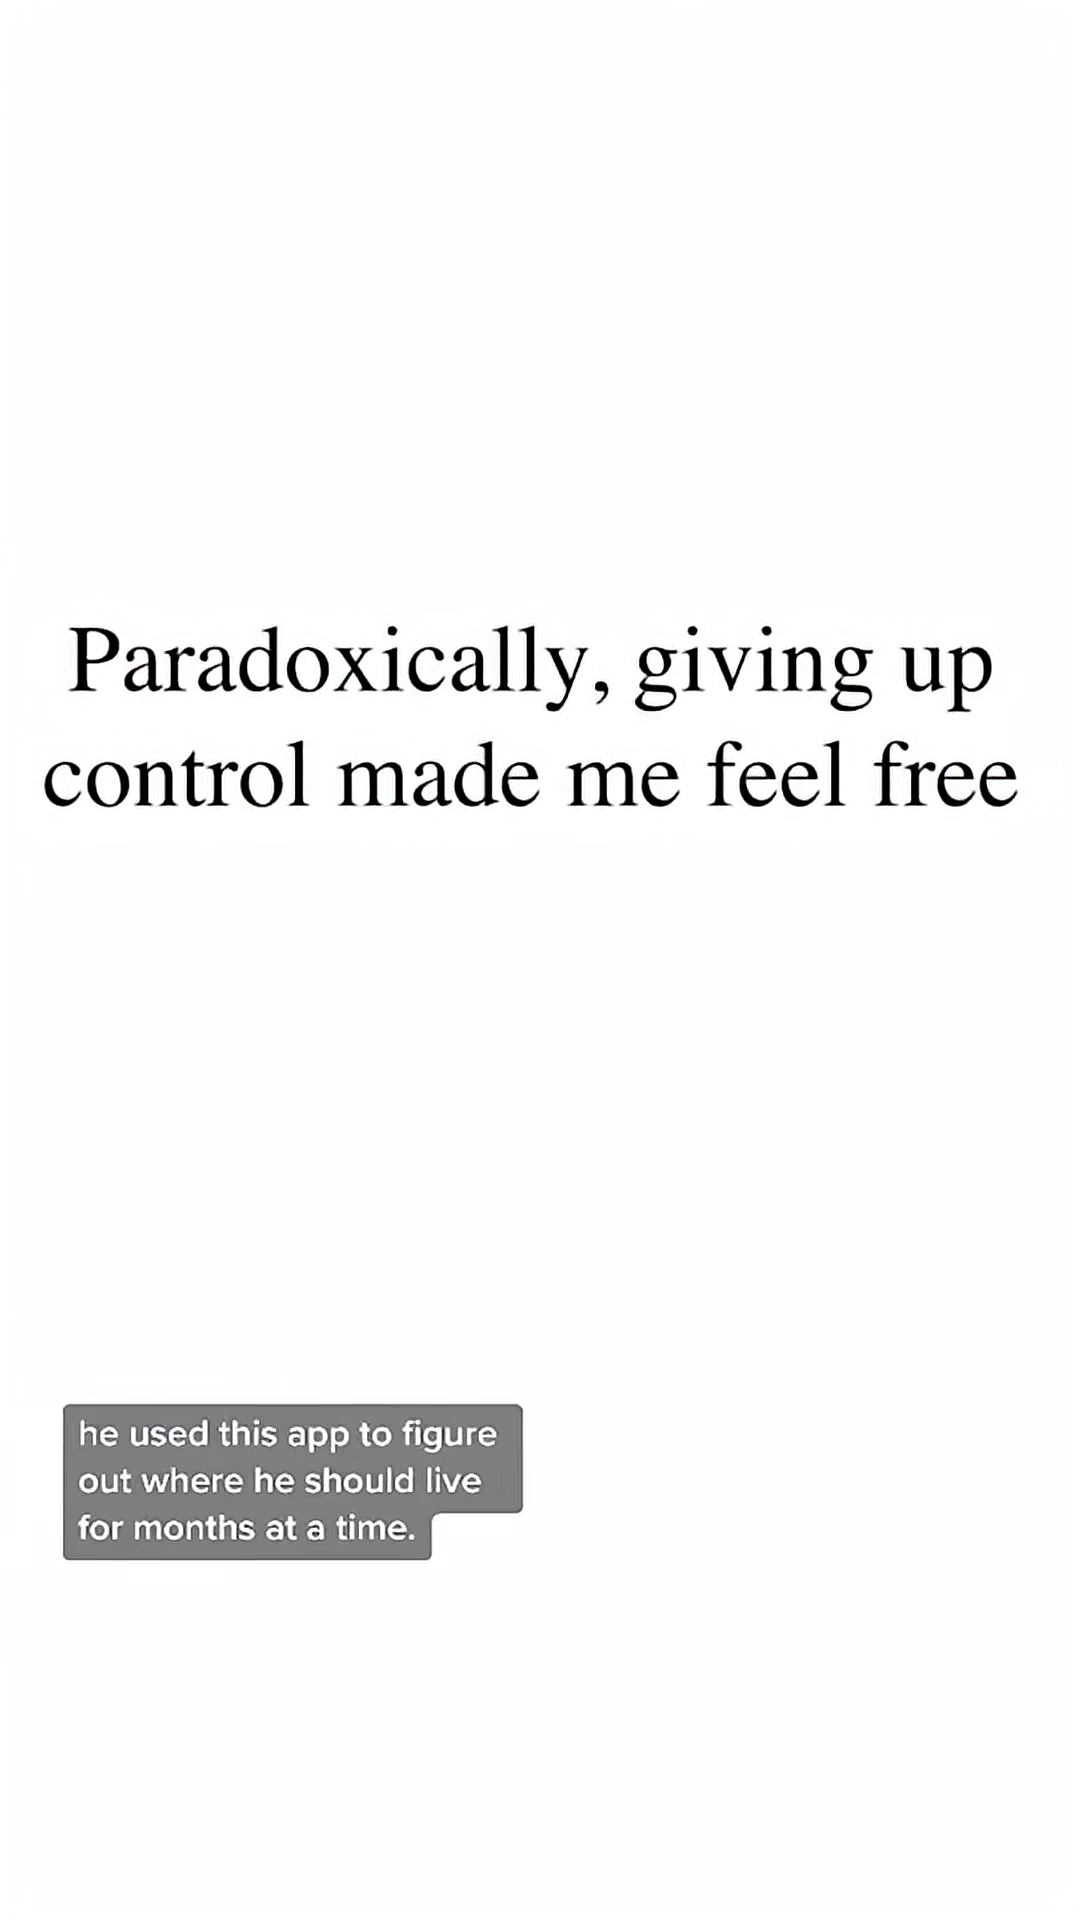 Paradoxically, giving up
control made me feel free
he used this app to figure
out where he should live
for months at a time.